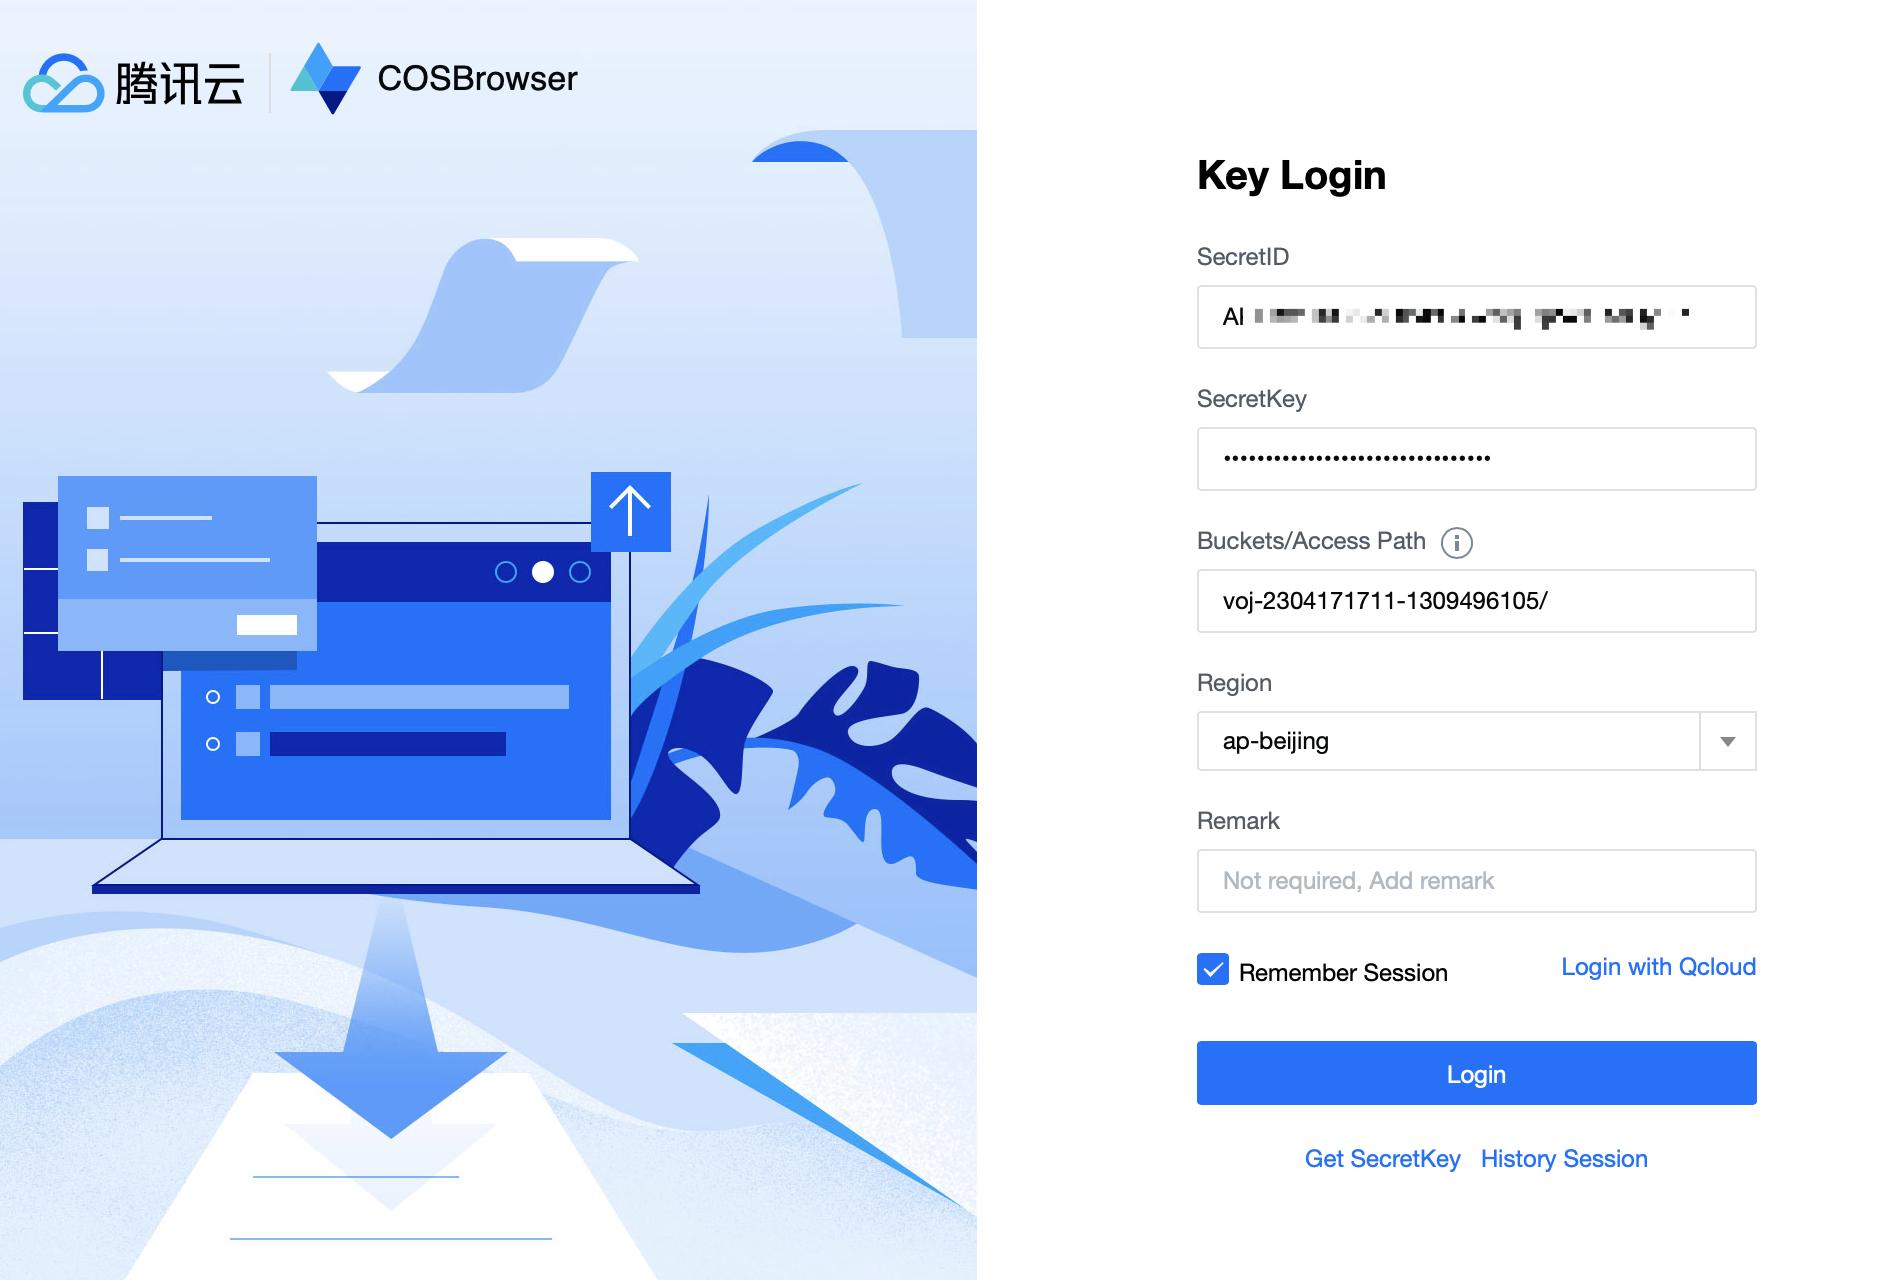 腾讯云
COSBrowser
Key Login
SecretID
AI
SecretKey
••••••••••••••••••••••••••••••••
Buckets/Access Path
voj-2304171711-1309496105/
Region
ap-beijing
Remark
Not required, Add remark
Remember Session
Login with Qcloud
Login
Get SecretKey History Session